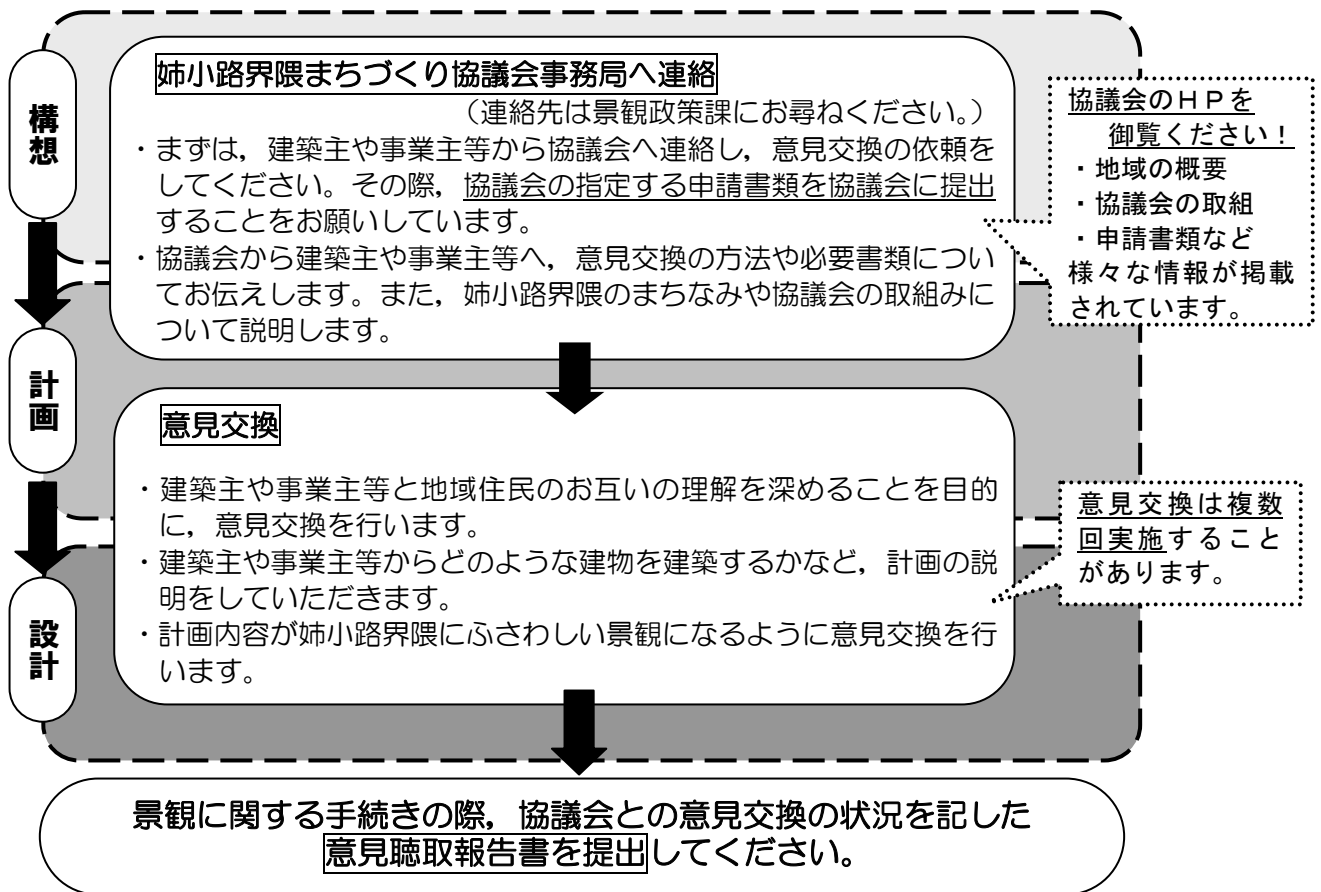 構想
姉小路界隈まちづくり協議会事務局へ連絡
（連絡先は景観政策課にお尋ねください。）
・まずは，建築主や事業主等から協議会へ連絡し，意見交換の依頼を
してください。その際，協議会の指定する申請書類を協議会に提出
することをお願いしています。
・協議会から建築主や事業主等へ，意見交換の方法や必要書類につい
てお伝えします。また，姉小路界隈のまちなみや協議会の取組みに
ついて説明します。
協議会のＨＰを
御覧ください！
・地域の概要
・協議会の取組
・申請書類など
様々な情報が掲載
されています。
計画
意見交換
・建築主や事業主等と地域住民のお互いの理解を深めることを目的
に，意見交換を行います。
・建築主や事業主等からどのような建物を建築するかなど，計画の説
明をしていただきます。
・計画内容が姉小路界隈にふさわしい景観になるように意見交換を行
います。
意見交換は複数
回実施すること
があります。
設計
景観に関する手続きの際，協議会との意見交換の状況を記した
意見聴取報告書を提出してください。